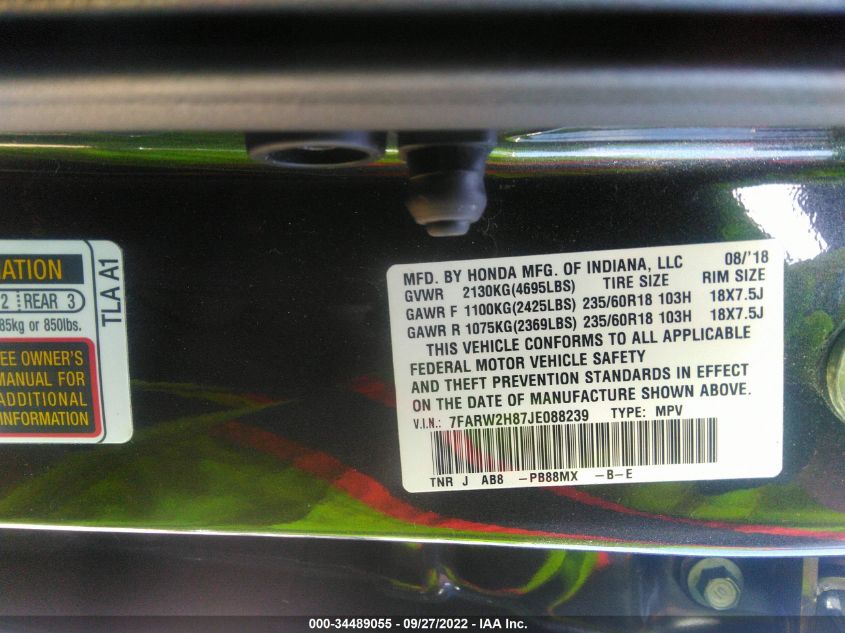 ATION
2 REAR 3
85kg or 850lbs.
EE OWNER'S
MANUAL FOR
ADDITIONAL
INFORMATION
TLA A1
MFD. BY HONDA MFG. OF INDIANA, LLC 08/'18
GVWR 2130KG(4695LBS) TIRE SIZE RIM SIZE
GAWR F 1100KG(2425LBS) 235/60R18 103H 18X7.5J
GAWR R 1075KG(2369LBS) 235/60R18 103H 18X7.5J
THIS VEHICLE CONFORMS TO ALL APPLICABLE
FEDERAL MOTOR VEHICLE SAFETY
AND THEFT PREVENTION STANDARDS IN EFFECT
ON THE DATE OF MANUFACTURE SHOWN ABOVE.
V.I.N.: 7FARW2H87JE088239 TYPE: MPV
TNR J AB8 -PB88MX -B-E
000-34489055 - 09/27/2022 - IAA Inc.